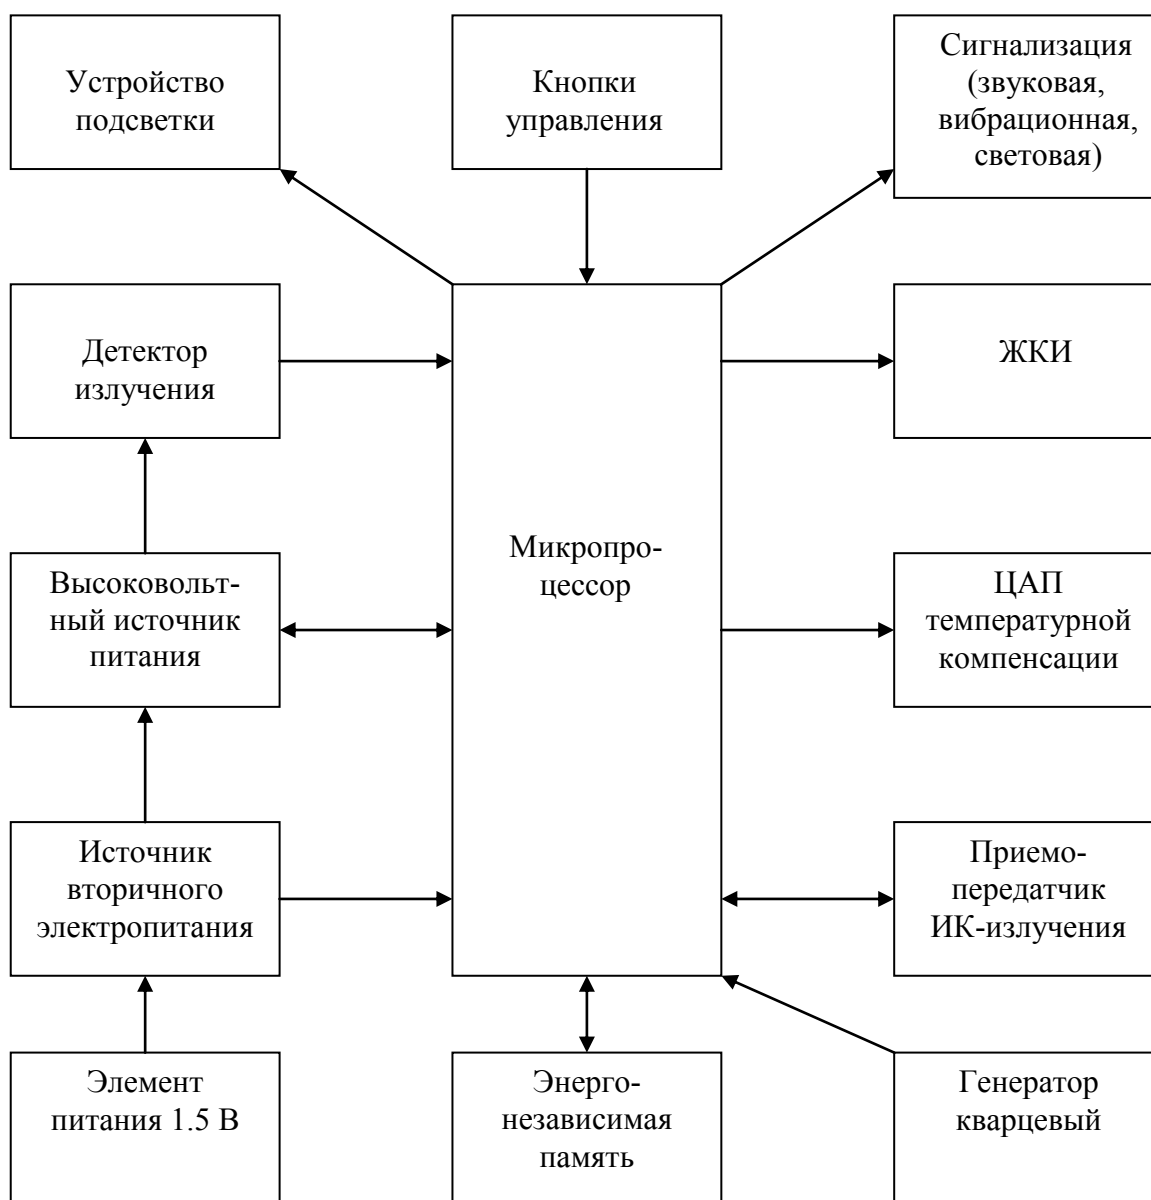 Устройство
подсветки
Кнопки
управления
Сигнализация
(звуковая,
вибрационная,
световая)
Детектор
излучения
ЖКИ
Микропро-
цессор
Высоковольт-
ный источник
питания
ЦАП
температурной
компенсации
Источник
вторичного
электропитания
Приемо-
передатчик
ИК-излучения
Элемент
питания 1.5 В
Энерго-
независимая
память
Генератор
кварцевый